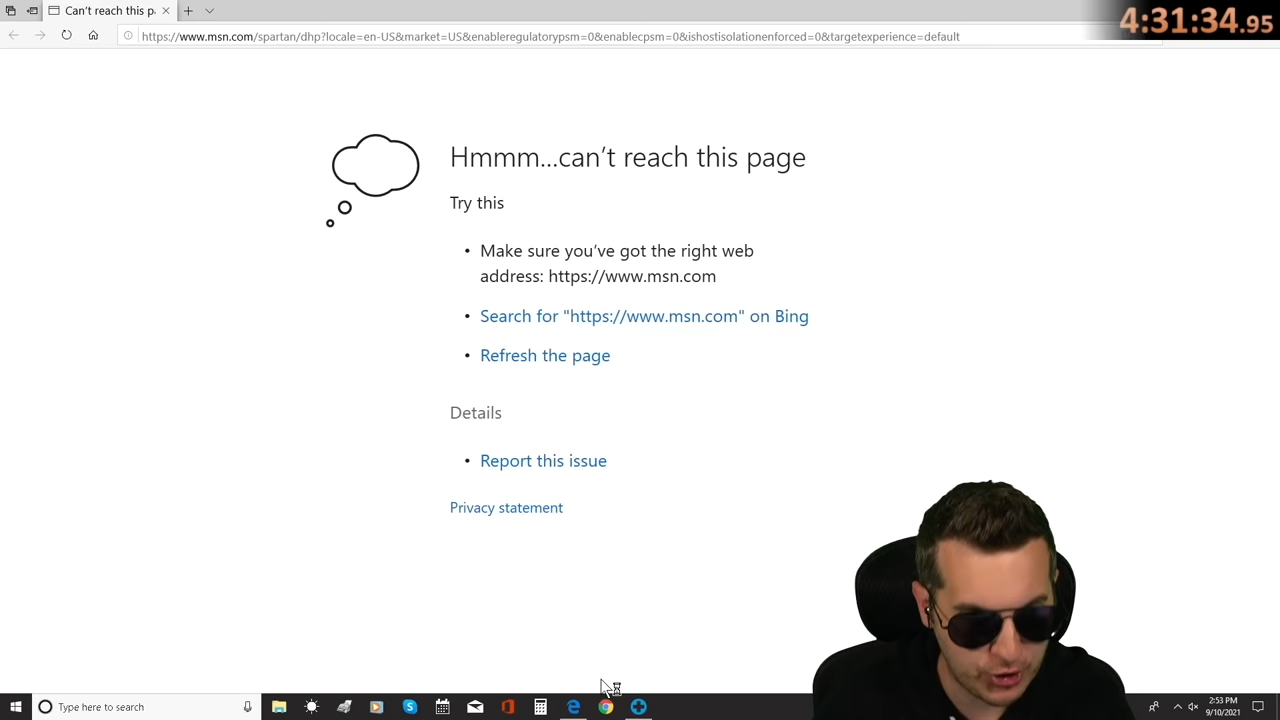 Can't reach this pa
4:31:34.95
https://www.msn.com/spartan/dhp?locale=en-US&market=US&enableregulatorypsm=0&enablecpsm=0&ishostisolationenforced=0&targetexperience=default
Hmmm...can't reach this page
Try this
• Make sure you've got the right web
address: https://www.msn.com
• Search for "https://www.msn.com" on Bing
• Refresh the page
Details
• Report this issue
Privacy statement
Type here to search
2:53 PM
9/10/2021